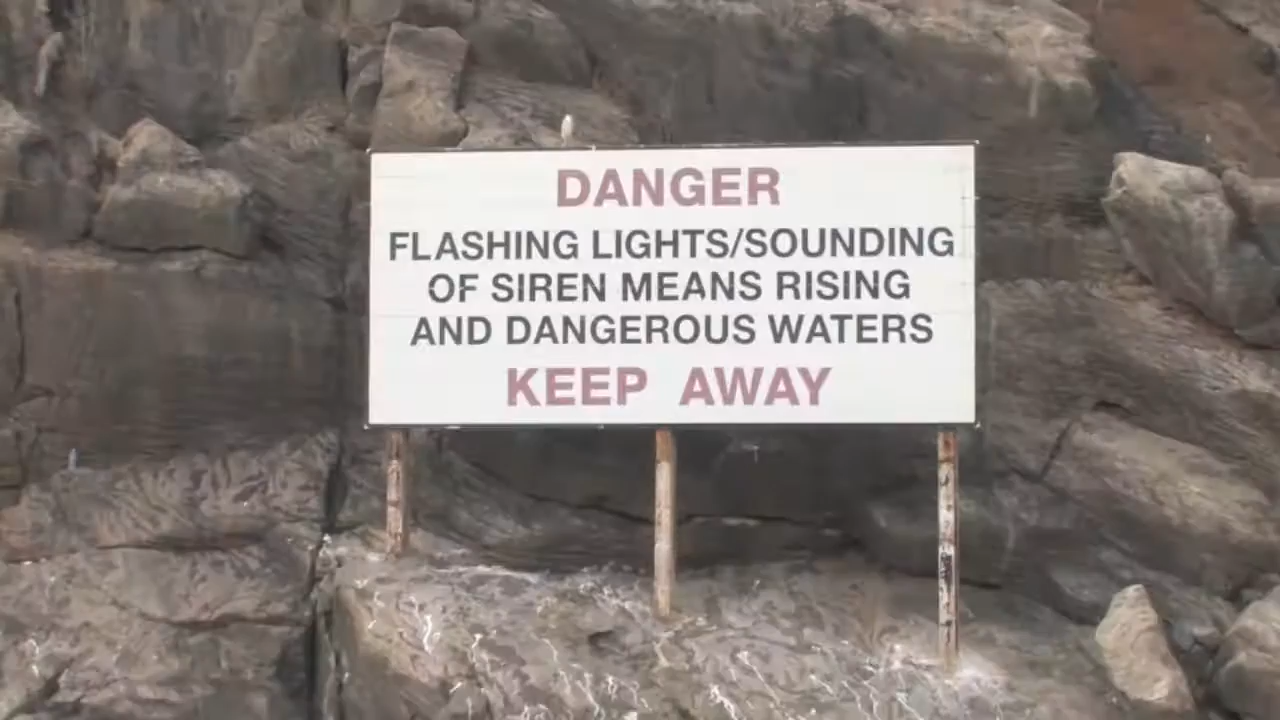 DANGER
FLASHING LIGHTS/SOUNDING
OF SIREN MEANS RISING
AND DANGEROUS WATERS
KEEP AWAY